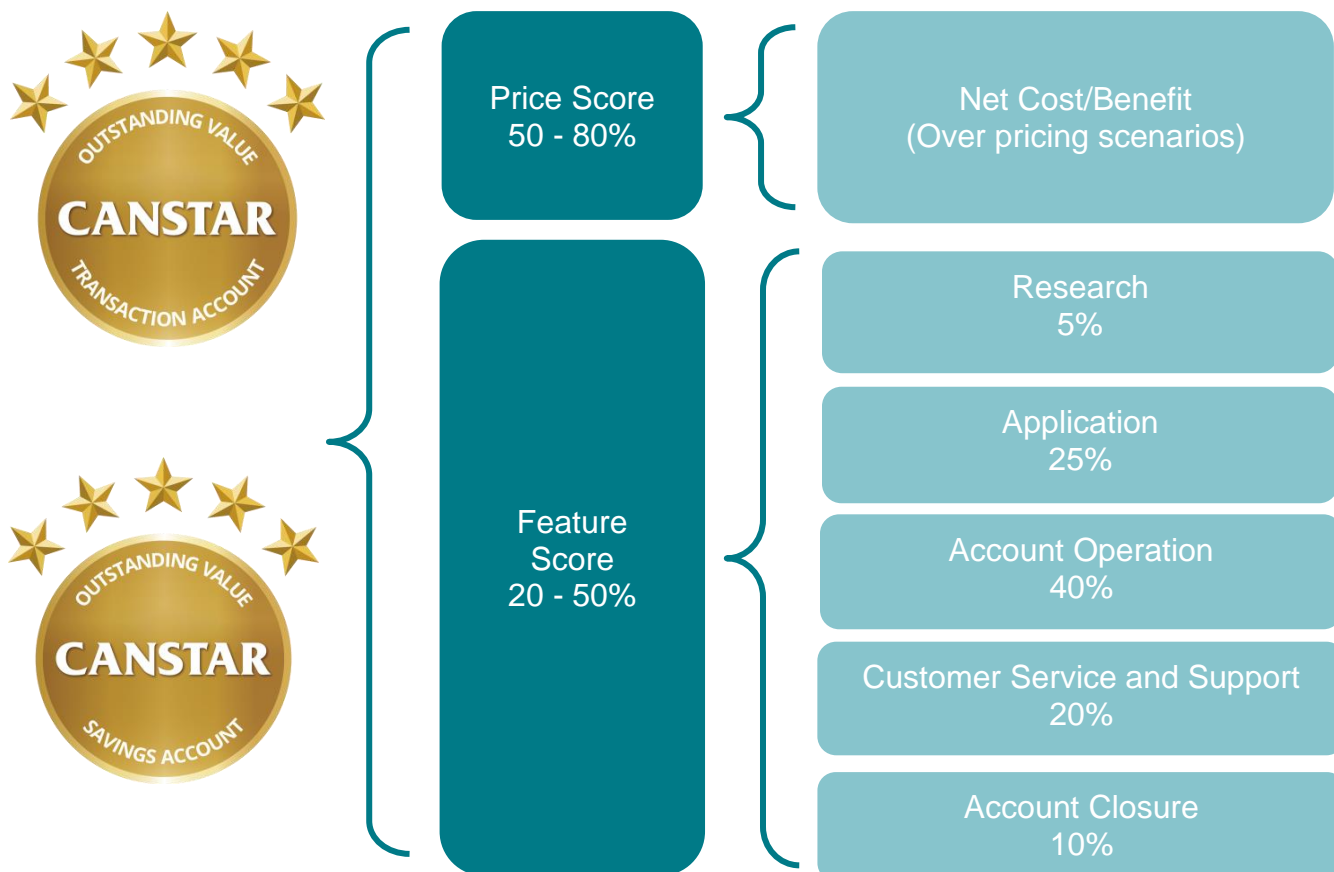 OUTSTANDING VALUE
CANSTAR
TRANSACTION ACCOUNT
OUTSTANDING VALUE
CANSTAR
SAVINGS ACCOUNT
Price Score
50 - 80%
Feature
Score
20 - 50%
Net Cost/Benefit
(Over pricing scenarios)
Research
5%
Application
25%
Account Operation
40%
Customer Service and Support
20%
Account Closure
10%